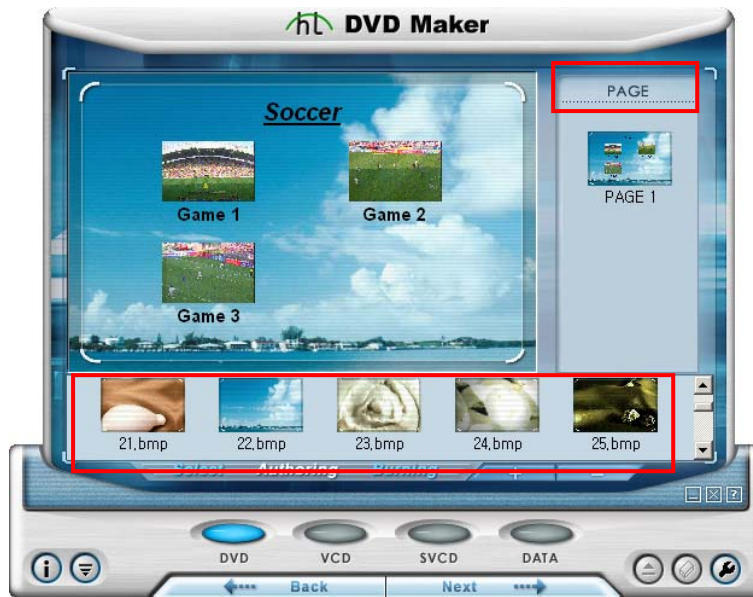 ht DVD Maker
PAGE
Soccer
Game 1
Game 2
Game 3
PAGE 1
21.bmp
22.bmp
23.bmp
24.bmp
25.bmp
Select Authoring Burning + -
DVD
VCD
SVCD
DATA
Back
Next